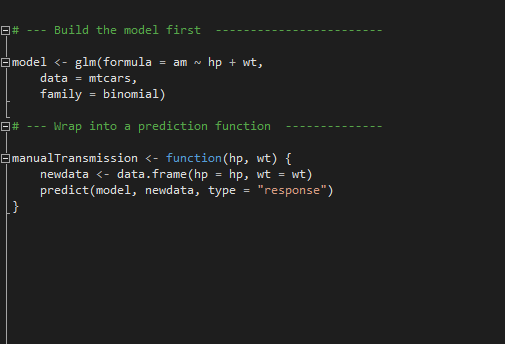 # --- Build the model first  ------------------------
model <- glm(formula = am ~ hp + wt,
    data = mtcars,
    family = binomial)
# --- Wrap into a prediction function  --------------
manualTransmission <- function(hp, wt) {
    newdata <- data.frame(hp = hp, wt = wt)
    predict(model, newdata, type = "response")
}